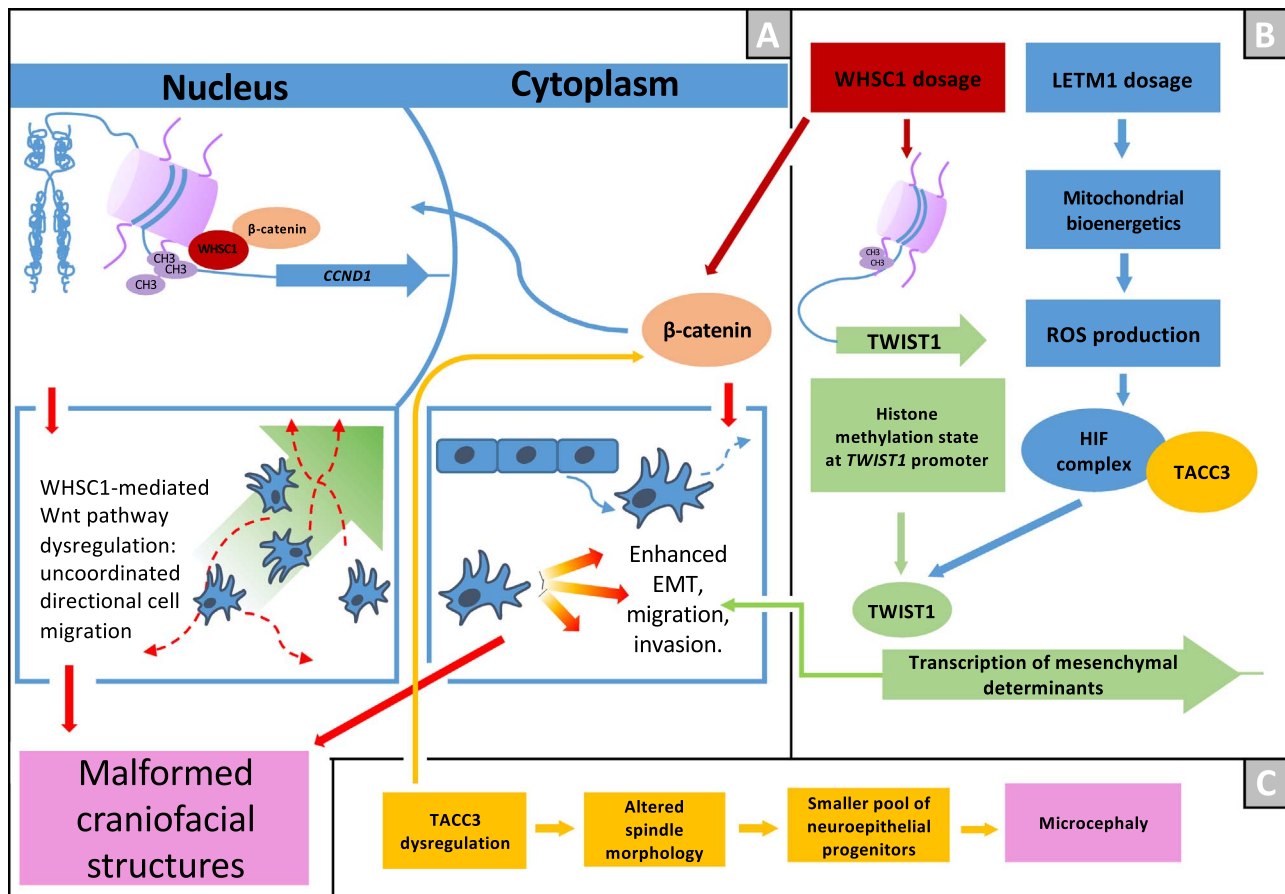 A
Nucleus
Cytoplasm
β-catenin
WHSC1
CH3
CH3
CH3
CCND1
β-catenin
WHSC1-mediated
Wnt pathway
dysregulation:
uncoordinated
directional cell
migration
Enhanced
EMT,
migration,
invasion.
Malformed
craniofacial
structures
B
WHSC1 dosage
LETM1 dosage
CH3
CH3
Mitochondrial
bioenergetics
TWIST1
ROS production
Histone
methylation state
at TWIST1 promoter
HIF
complex
TACC3
TWIST1
Transcription of mesenchymal
determinants
C
TACC3
dysregulation
Altered
spindle
morphology
Smaller pool of
neuroepithelial
progenitors
Microcephaly